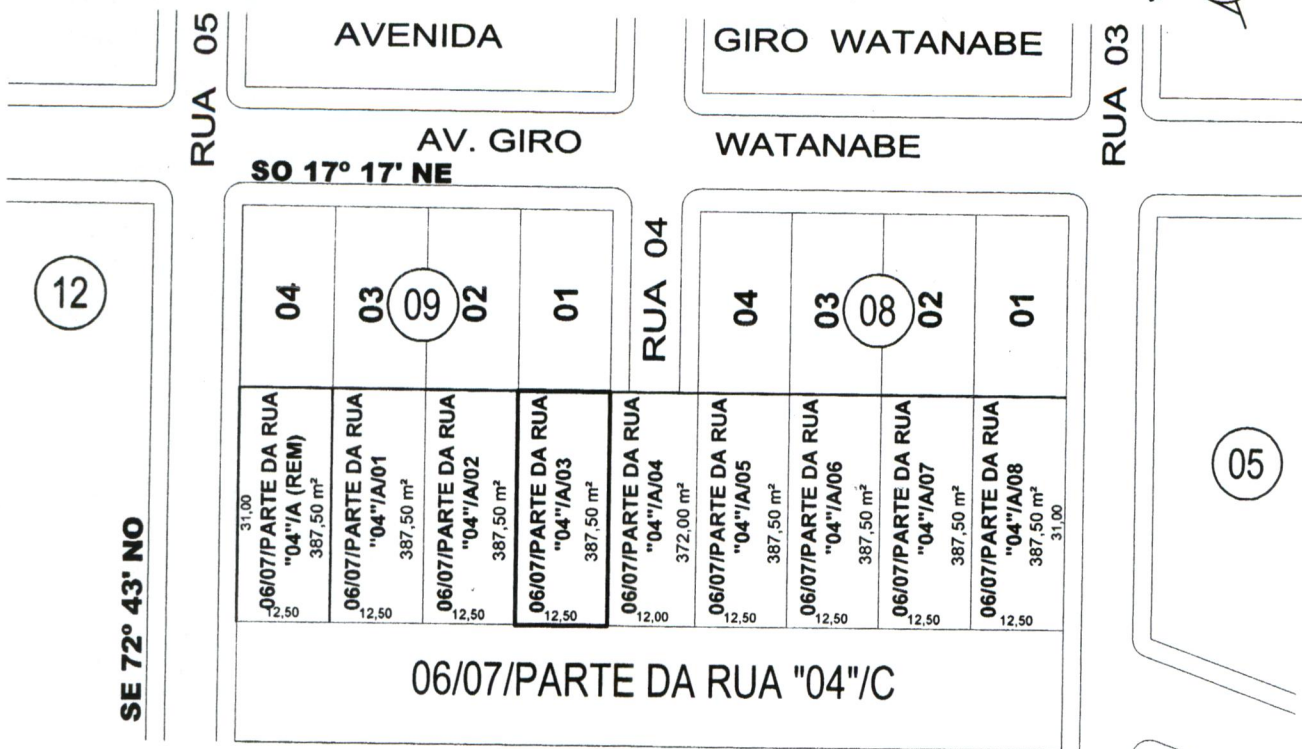 RUA 05
AVENIDA
GIRO WATANABE
RUA 03
AV. GIRO WATANABE
SO 17º 17' NE
12
04
03
09
02
01
RUA 04
04
03
08
02
01
05
SE 72º 43' NO
31,00
06/07/PARTE DA RUA
"04"/A (REM)
387,50 m²
12,50
06/07/PARTE DA RUA
"04"/A/01
387,50 m²
12,50
06/07/PARTE DA RUA
"04"/A/02
387,50 m²
12,50
06/07/PARTE DA RUA
"04"/A/03
387,50 m²
12,50
06/07/PARTE DA RUA
"04"/A/04
372,00 m²
12,00
06/07/PARTE DA RUA
"04"/A/05
387,50 m²
12,50
06/07/PARTE DA RUA
"04"/A/06
387,50 m²
12,50
06/07/PARTE DA RUA
"04"/A/07
387,50 m²
12,50
06/07/PARTE DA RUA
"04"/A/08
387,50 m²
31,00
12,50
06/07/PARTE DA RUA "04"/C